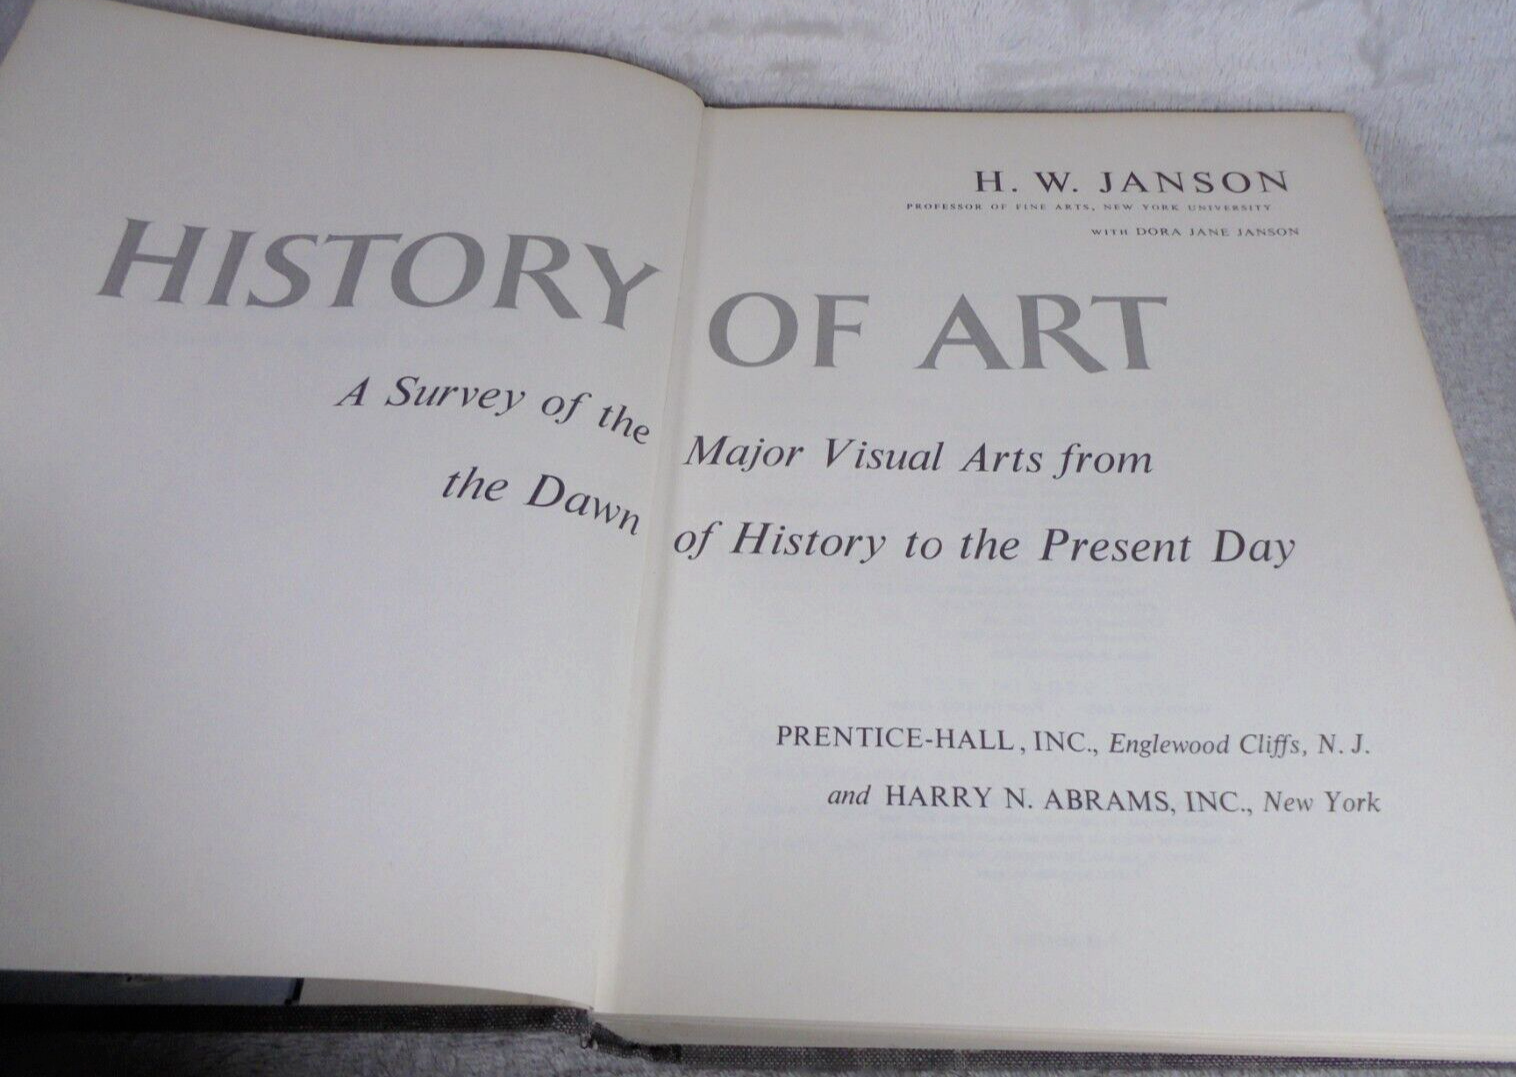 H. W. JANSON
PROFESSOR OF FINE ARTS, NEW YORK UNIVERSITY
WITH DORA JANE JANSON
HISTORY OF ART
A Survey of the Major Visual Arts from
the Dawn of History to the Present Day
PRENTICE-HALL, INC., Englewood Cliffs, N. J.
and HARRY N. ABRAMS, INC., New York